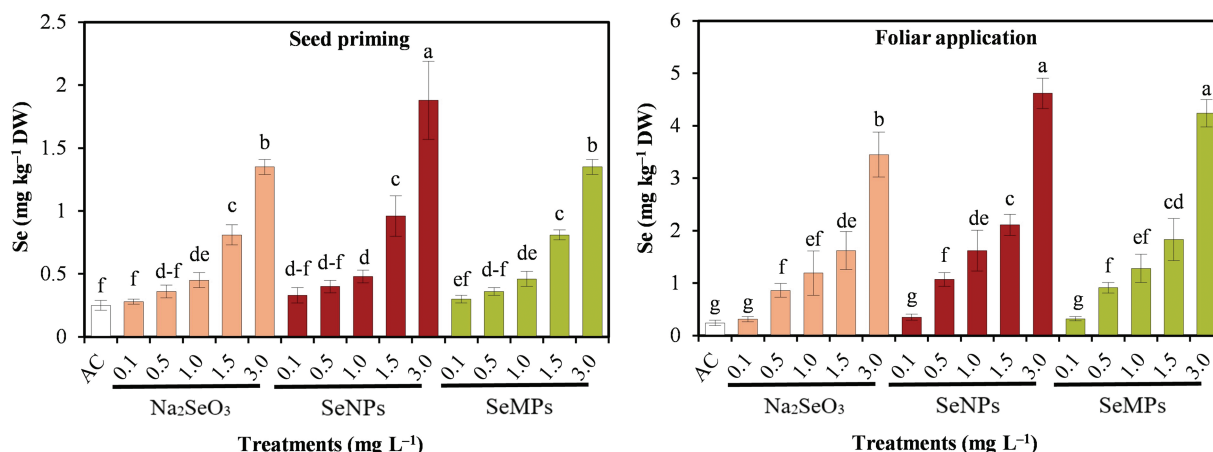 Seed priming
Se (mg kg⁻¹ DW)
2.5
2
1.5
1
0.5
0
f f d-f de c b d-f d-f d c a ef d-f de c b
AC 0.1 0.5 1.0 1.5 3.0 0.1 0.5 1.0 1.5 3.0 0.1 0.5 1.0 1.5 3.0
Na₂SeO₃ SeNPs SeMPs
Treatments (mg L⁻¹)
Foliar application
Se (mg kg⁻¹ DW)
6
5
4
3
2
1
0
g g f ef de b g f de c a g f ef cd a
AC 0.1 0.5 1.0 1.5 3.0 0.1 0.5 1.0 1.5 3.0 0.1 0.5 1.0 1.5 3.0
Na₂SeO₃ SeNPs SeMPs
Treatments (mg L⁻¹)